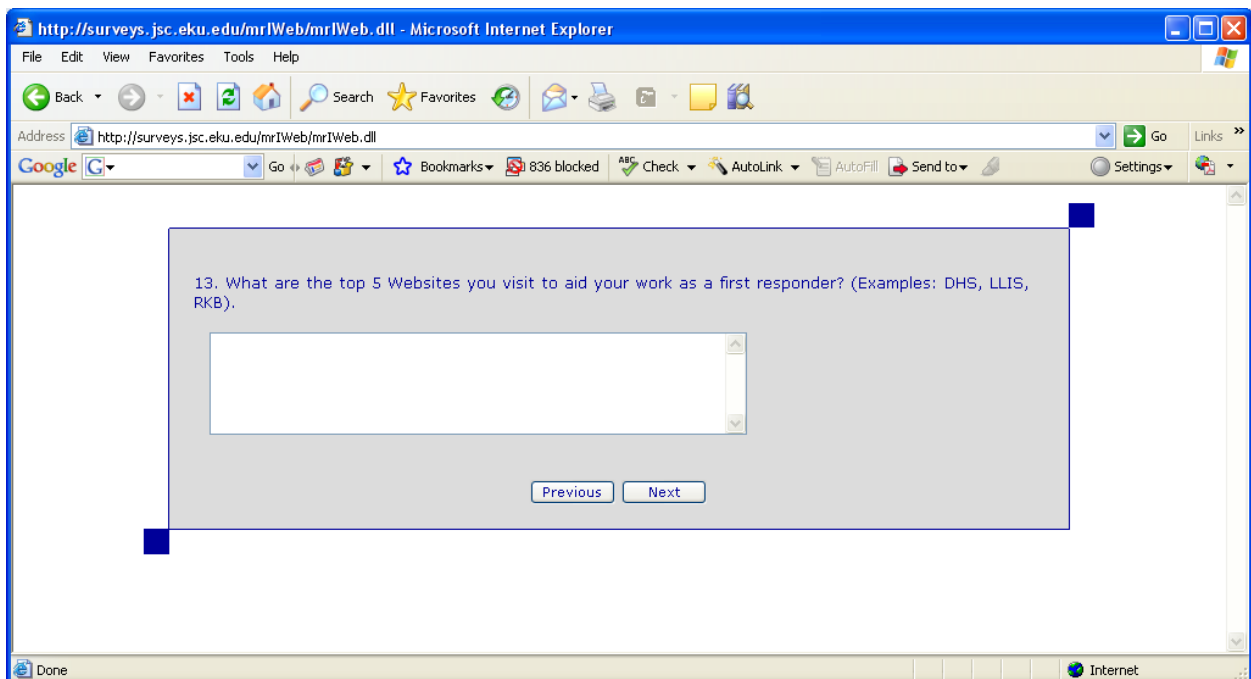 http://surveys.jsc.eku.edu/mrIWeb/mrIWeb.dll - Microsoft Internet Explorer
File Edit View Favorites Tools Help
Back Search Favorites
Address http://surveys.jsc.eku.edu/mrIWeb/mrIWeb.dll Go Links »
Google G Go Bookmarks 836 blocked ABC Check AutoLink AutoFill Send to Settings
13. What are the top 5 Websites you visit to aid your work as a first responder? (Examples: DHS, LLIS,
RKB).
Previous Next
Done Internet